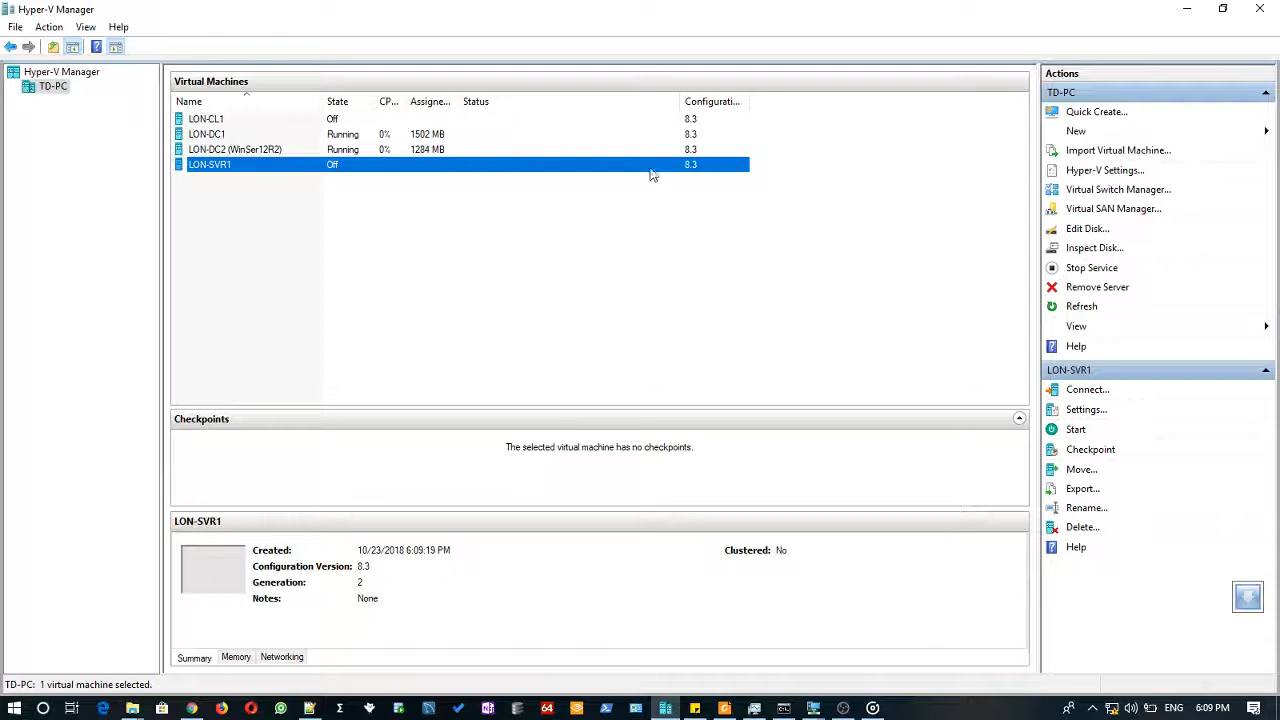 Hyper-V Manager
File Action View Help
Hyper-V Manager
TD-PC
Virtual Machines
Name State CP... Assigne... Status Configurati...
LON-CL1 Off 8.3
LON-DC1 Running 0% 1502 MB 8.3
LON-DC2 (WinSer12R2) Running 0% 1284 MB 8.3
LON-SVR1 Off 8.3
Checkpoints
The selected virtual machine has no checkpoints.
LON-SVR1
Created: 10/23/2018 6:09:19 PM Clustered: No
Configuration Version: 8.3
Generation: 2
Notes: None
Summary Memory Networking
Actions
TD-PC
Quick Create...
New
Import Virtual Machine...
Hyper-V Settings...
Virtual Switch Manager...
Virtual SAN Manager...
Edit Disk...
Inspect Disk...
Stop Service
Remove Server
Refresh
View
Help
LON-SVR1
Connect...
Settings...
Start
Checkpoint
Move...
Export...
Rename...
Delete...
Help
TD-PC: 1 virtual machine selected.
64
ENG 6:09 PM